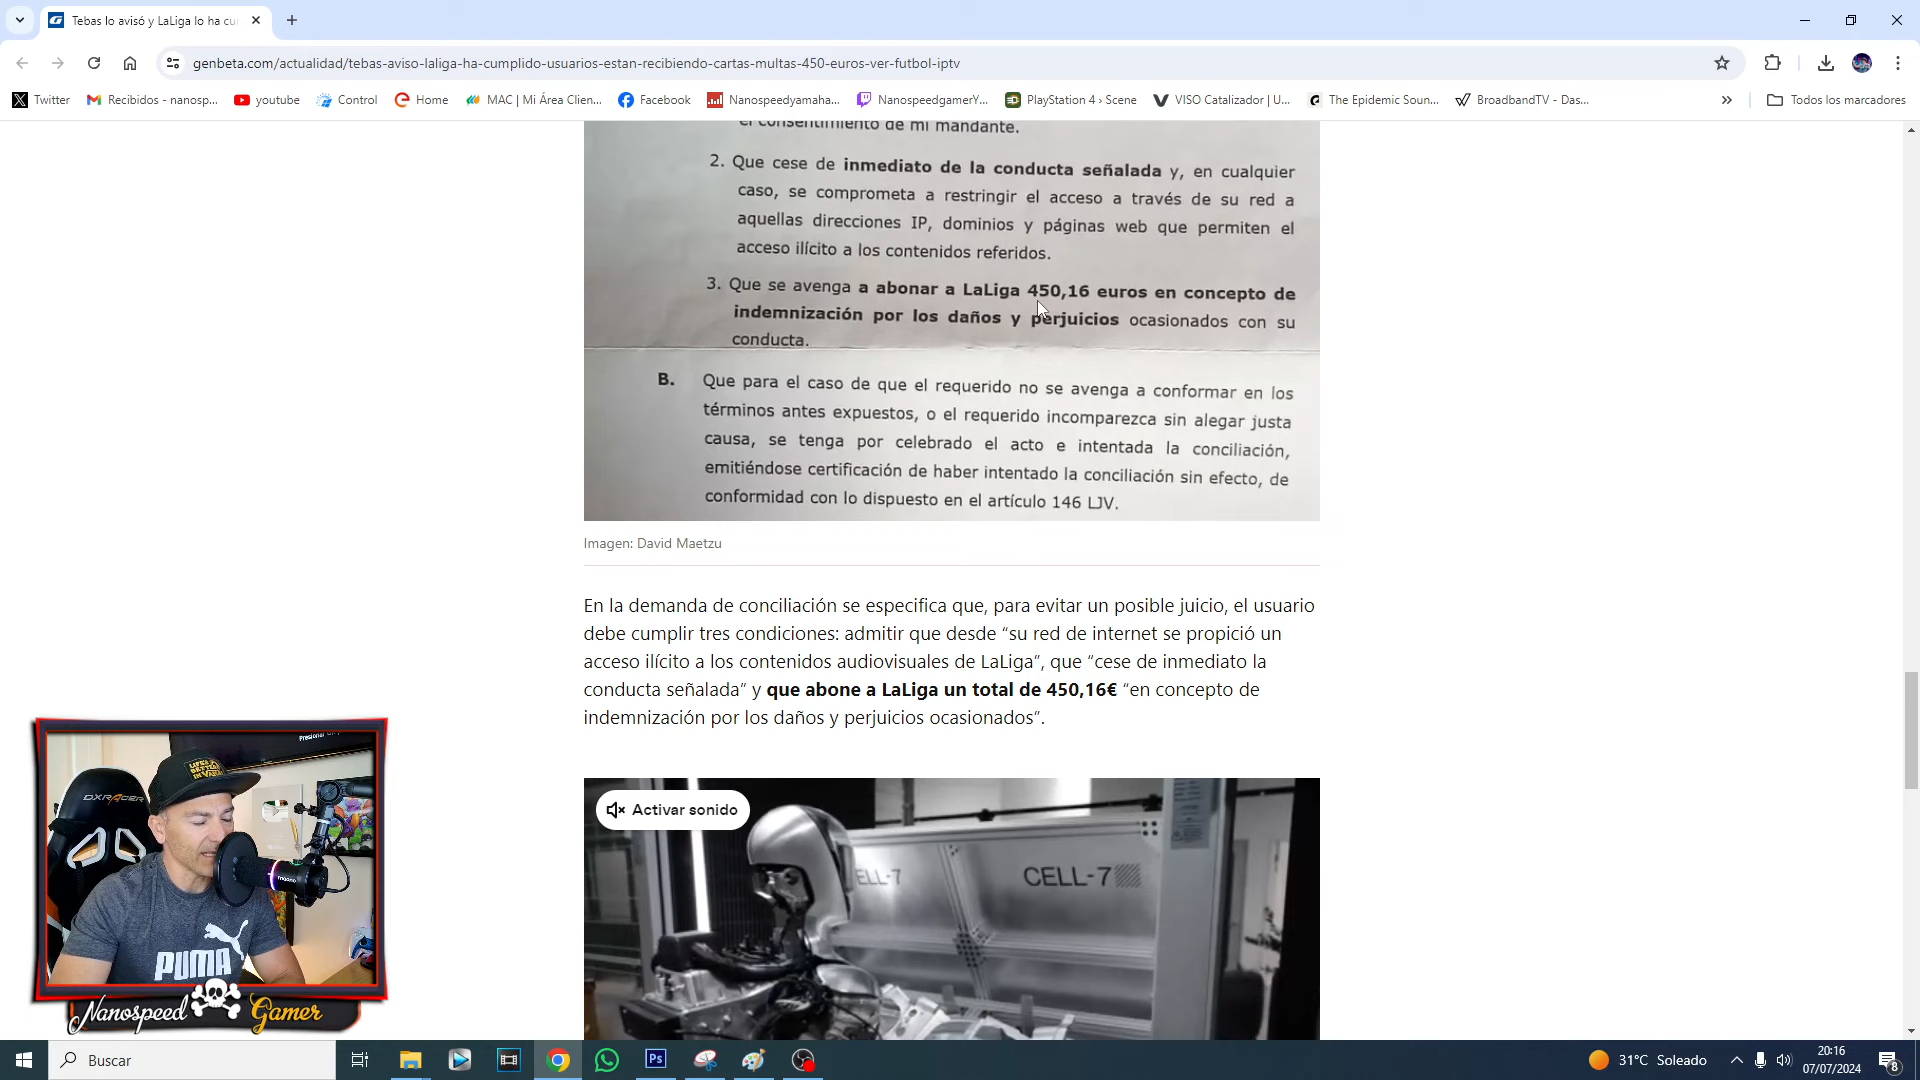 Tebas lo avisó y LaLiga lo ha cu
genbeta.com/actualidad/tebas-aviso-laliga-ha-cumplido-usuarios-estan-recibiendo-cartas-multas-450-euros-ver-futbol-iptv
Twitter
Recibidos - nanosp...
youtube
Control
Home
MAC | Mi Área Clien...
Facebook
Nanospeedyamaha...
NanospeedgamerY...
PlayStation 4 › Scene
VISO Catalizador | U...
The Epidemic Soun...
BroadbandTV - Das...
»
Todos los marcadores
el consentimiento de mi mandante.
2. Que cese de inmediato de la conducta señalada y, en cualquier
caso, se comprometa a restringir el acceso a través de su red a
aquellas direcciones IP, dominios y páginas web que permiten el
acceso ilícito a los contenidos referidos.
3. Que se avenga a abonar a LaLiga 450,16 euros en concepto de
indemnización por los daños y perjuicios ocasionados con su
conducta.
B. Que para el caso de que el requerido no se avenga a conformar en los
términos antes expuestos, o el requerido incomparezca sin alegar justa
causa, se tenga por celebrado el acto e intentada la conciliación,
emitiéndose certificación de haber intentado la conciliación sin efecto, de
conformidad con lo dispuesto en el artículo 146 LJV.
Imagen: David Maetzu
En la demanda de conciliación se especifica que, para evitar un posible juicio, el usuario
debe cumplir tres condiciones: admitir que desde “su red de internet se propició un
acceso ilícito a los contenidos audiovisuales de LaLiga”, que “cese de inmediato la
conducta señalada” y que abone a LaLiga un total de 450,16€ “en concepto de
indemnización por los daños y perjuicios ocasionados”.
Activar sonido
ELL-7
CELL-7
DXRACER
PUMA
Nanospeed Gamer
Buscar
Ps
31°C Soleado
20:16
07/07/2024
8